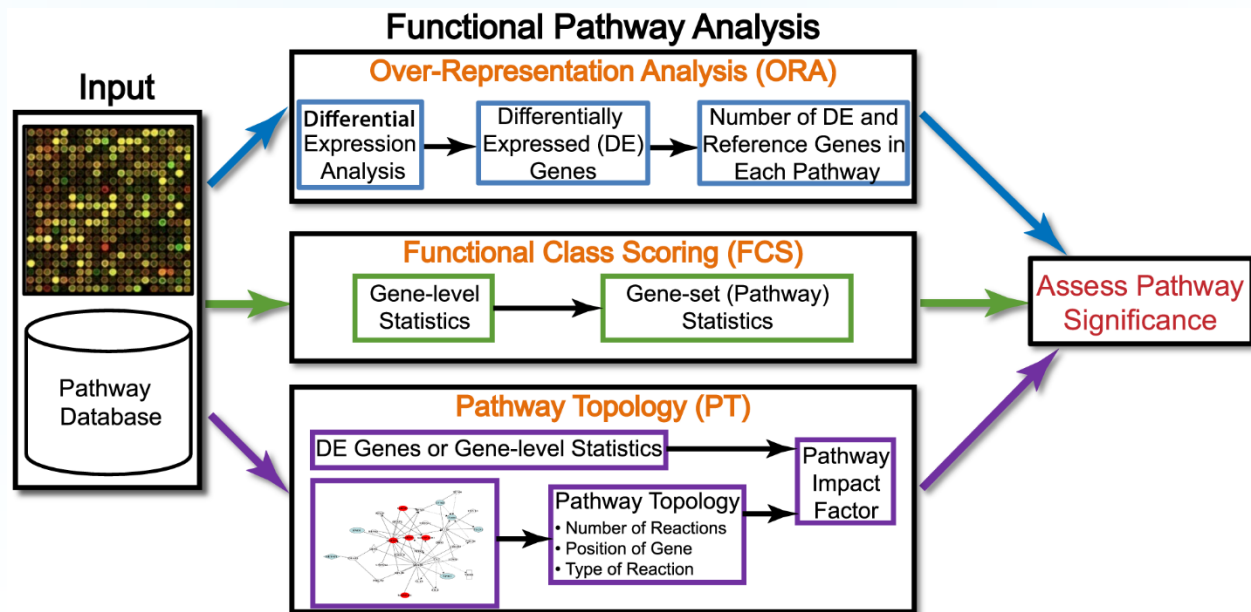 Functional Pathway Analysis
Input
Pathway
Database
Over-Representation Analysis (ORA)
Differential
Expression
Analysis
Differentially
Expressed (DE)
Genes
Number of DE and
Reference Genes in
Each Pathway
Functional Class Scoring (FCS)
Gene-level
Statistics
Gene-set (Pathway)
Statistics
Pathway Topology (PT)
DE Genes or Gene-level Statistics
Pathway Topology
• Number of Reactions
• Position of Gene
• Type of Reaction
Pathway
Impact
Factor
Assess Pathway
Significance